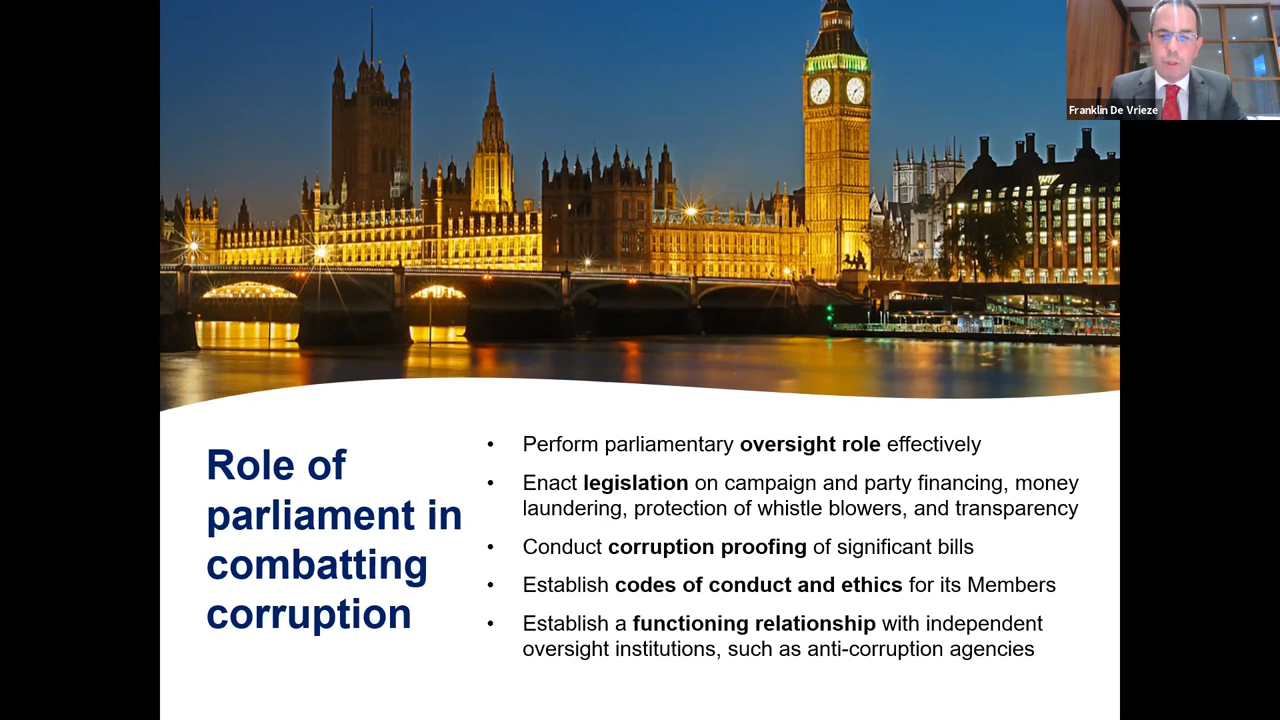 Franklin De Vrieze
Role of
parliament in
combatting
corruption
• Perform parliamentary oversight role effectively
• Enact legislation on campaign and party financing, money
laundering, protection of whistle blowers, and transparency
• Conduct corruption proofing of significant bills
• Establish codes of conduct and ethics for its Members
• Establish a functioning relationship with independent
oversight institutions, such as anti-corruption agencies